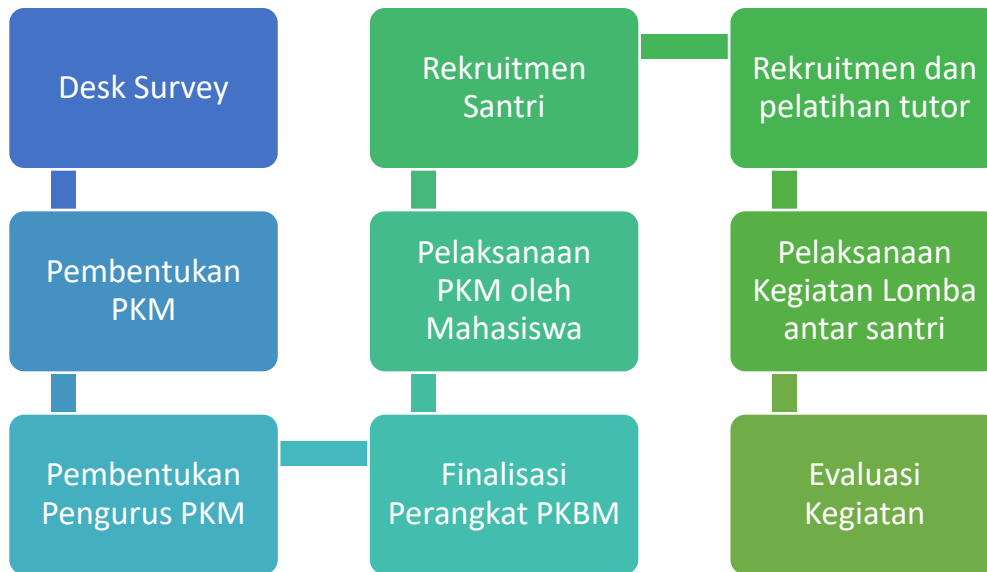 Desk Survey
Pembentukan
PKM
Pembentukan
Pengurus PKM
Finalisasi
Perangkat PKBM
Pelaksanaan
PKM oleh
Mahasiswa
Rekruitmen
Santri
Rekruitmen dan
pelatihan tutor
Pelaksanaan
Kegiatan Lomba
antar santri
Evaluasi
Kegiatan